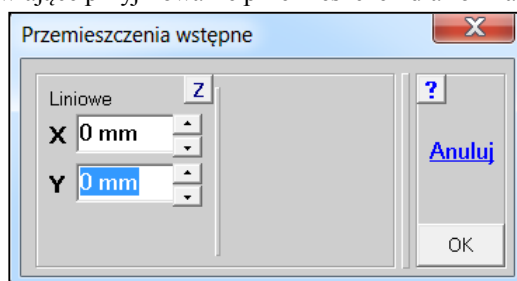 Przemieszczenia wstępne
X
Liniowe
Z
?
X 0 mm
Anuluj
Y 0 mm
OK